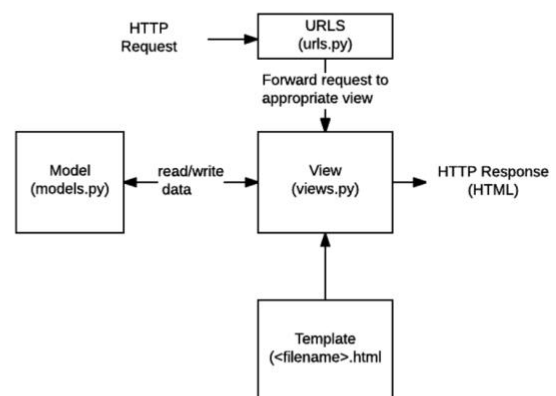 HTTP
Request
URLS
(urls.py)
Forward request to
appropriate view
Model
(models.py)
read/write
data
View
(views.py)
HTTP Response
(HTML)
Template
(<filename>.html